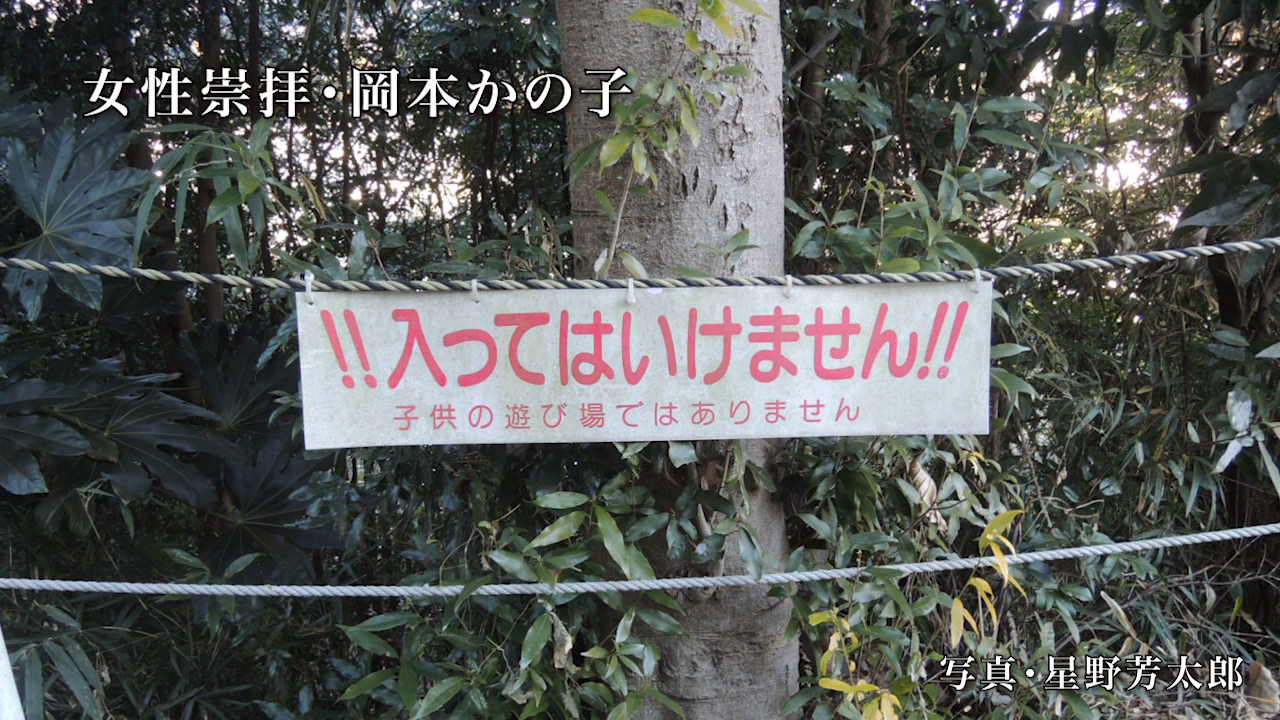 女性崇拝・岡本かの子
!!入ってはいけません!!
子供の遊び場ではありません
写真・星野芳太郎